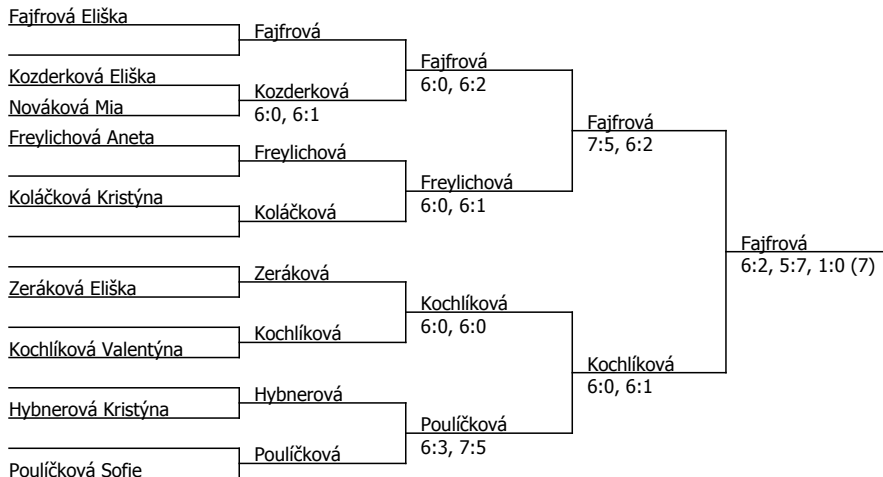 Fajfrová Eliška
Kozderková Eliška
Nováková Mia
Freylichová Aneta
Koláčková Kristýna
Zeráková Eliška
Kochlíková Valentýna
Hybnerová Kristýna
Poulíčková Sofie
Fajfrová
Kozderková
6:0, 6:1
Freylichová
Koláčková
Zeráková
Kochlíková
Hybnerová
Poulíčková
Fajfrová
6:0, 6:2
Freylichová
6:0, 6:1
Kochlíková
6:0, 6:0
Poulíčková
6:3, 7:5
Fajfrová
7:5, 6:2
Kochlíková
6:0, 6:1
Fajfrová
6:2, 5:7, 1:0 (7)